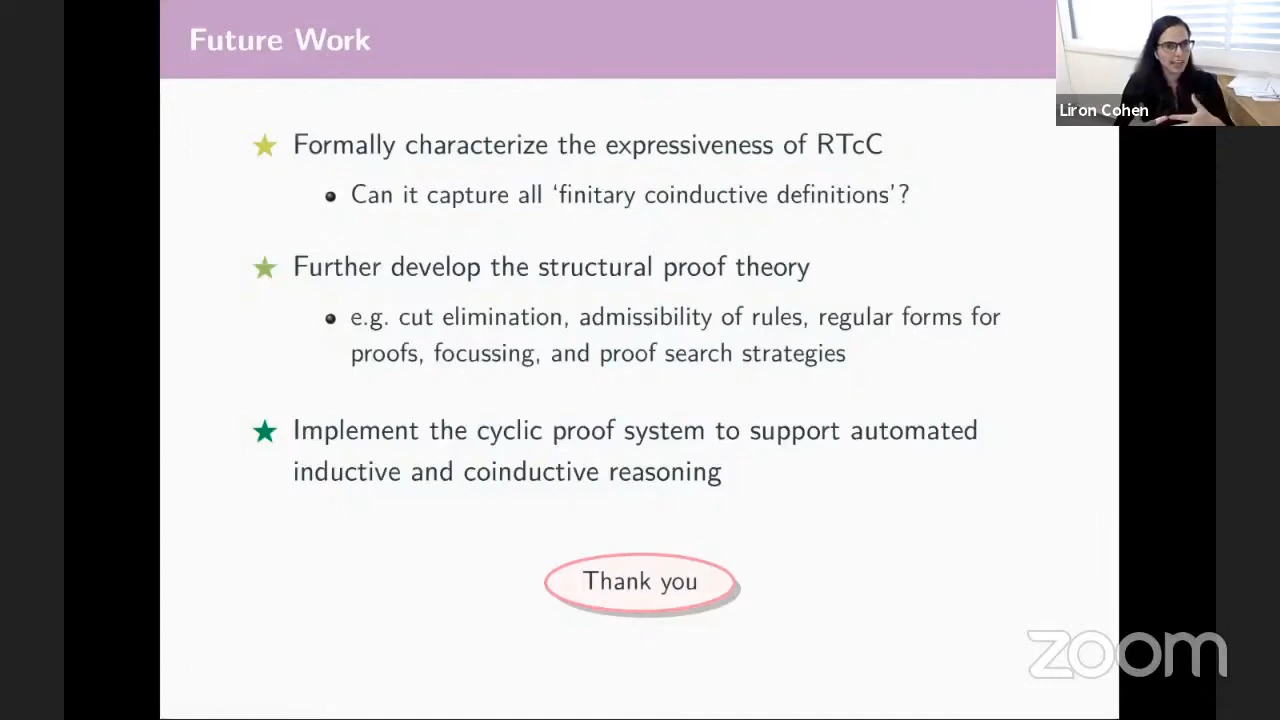 Future Work
Liron Cohen
Formally characterize the expressiveness of RTcC
Can it capture all ‘finitary coinductive definitions’?
Further develop the structural proof theory
e.g. cut elimination, admissibility of rules, regular forms for
proofs, focussing, and proof search strategies
Implement the cyclic proof system to support automated
inductive and coinductive reasoning
Thank you
zoom